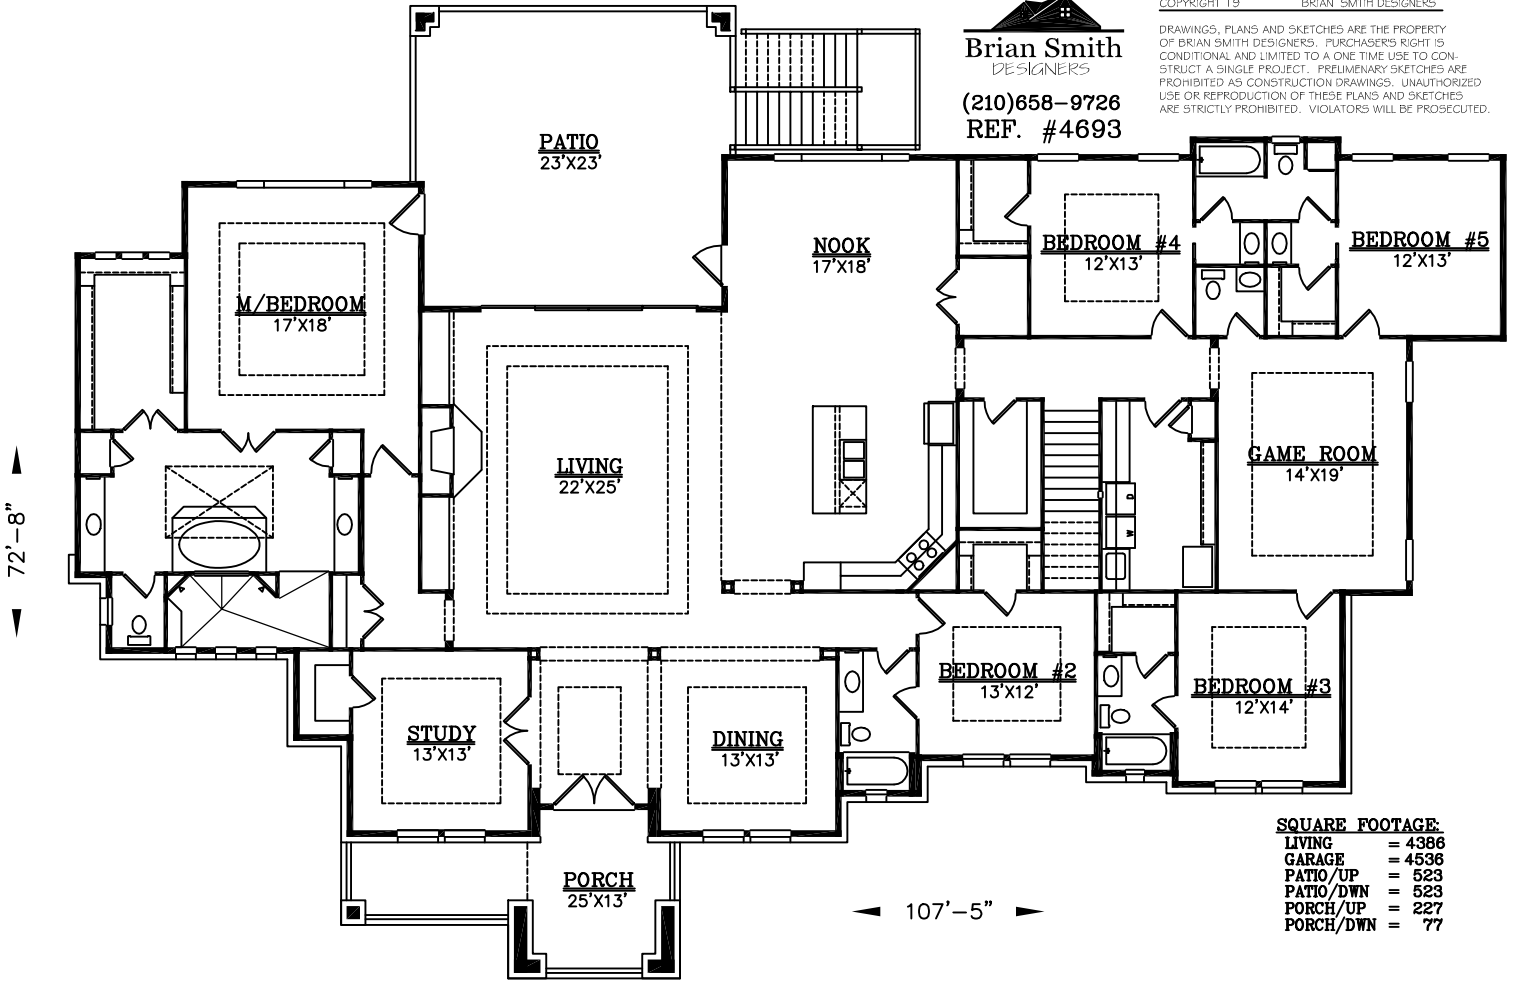 COPYRIGHT 19 BRIAN SMITH DESIGNERS
DRAWINGS, PLANS AND SKETCHES ARE THE PROPERTY
OF BRIAN SMITH DESIGNERS. PURCHASER'S RIGHT IS
CONDITIONAL AND LIMITED TO A ONE TIME USE TO CON-
STRUCT A SINGLE PROJECT. PRELIMENARY SKETCHES ARE
PROHIBITED AS CONSTRUCTION DRAWINGS. UNAUTHORIZED
USE OR REPRODUCTION OF THESE PLANS AND SKETCHES
ARE STRICTLY PROHIBITED. VIOLATORS WILL BE PROSECUTED.
Brian Smith
DESIGNERS
(210)658-9726
REF. #4693
PATIO
23'X23'
NOOK
17'X18'
BEDROOM #4
12'X13'
BEDROOM #5
12'X13'
M/BEDROOM
17'X18'
LIVING
22'X25'
GAME ROOM
14'X19'
D
W
72'-8"
BEDROOM #2
13'X12'
BEDROOM #3
12'X14'
STUDY
13'X13'
DINING
13'X13'
PORCH
25'X13'
107'-5"
SQUARE FOOTAGE:
LIVING = 4386
GARAGE = 4536
PATIO/UP = 523
PATIO/DWN = 523
PORCH/UP = 227
PORCH/DWN = 77